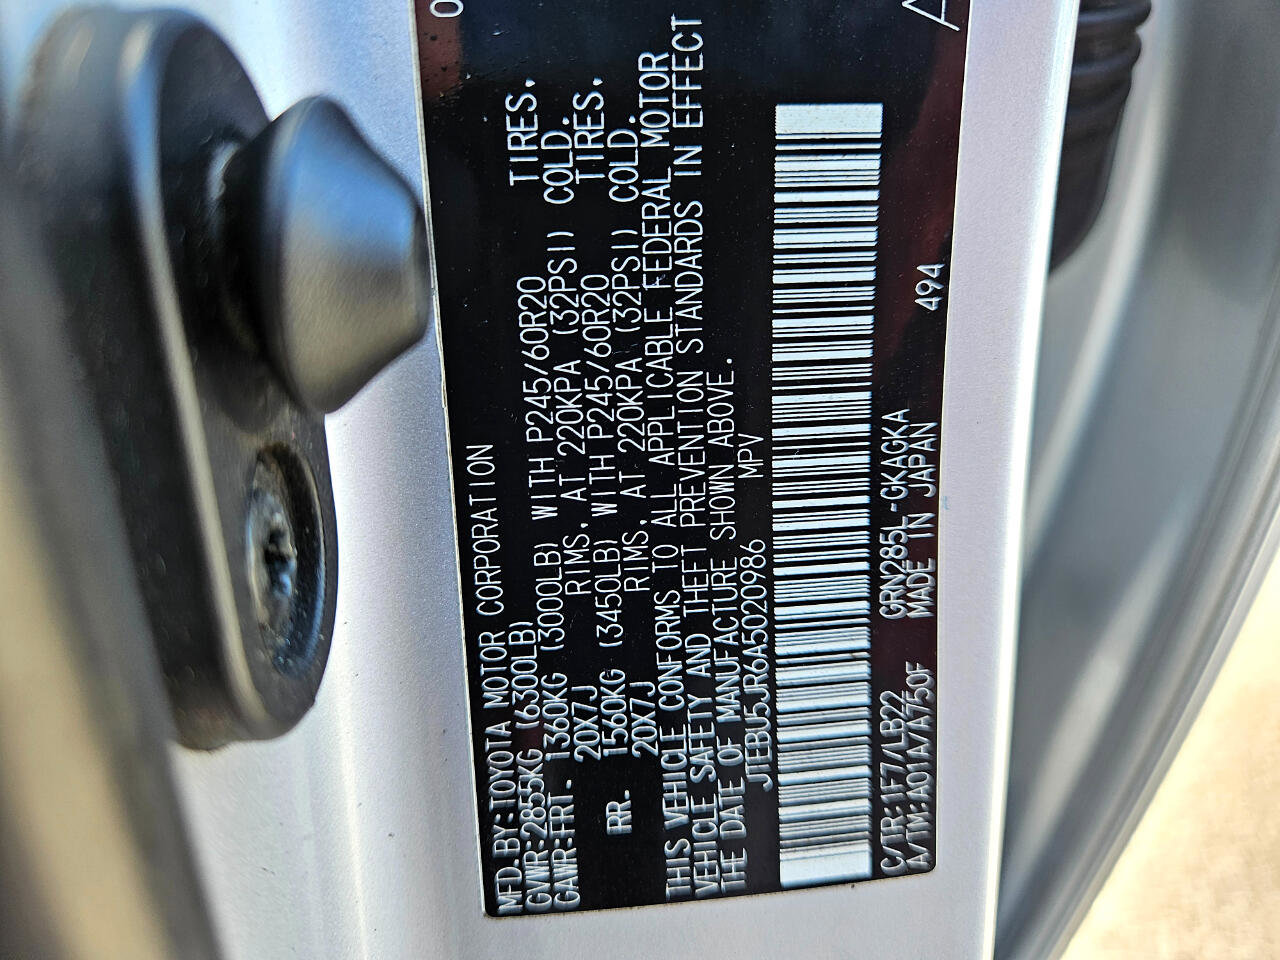 MFD. BY: TOYOTA MOTOR CORPORATION
GVWR: 2855KG (6300LB)
GAWR: FRT. 1360KG (3000LB) WITH P245/60R20 TIRES,
20X7J RIMS, AT 220KPA (32PSI) COLD.
RR. 1560KG (3450LB) WITH P245/60R20 TIRES,
20X7J RIMS, AT 220KPA (32PSI) COLD.
THIS VEHICLE CONFORMS TO ALL APPLICABLE FEDERAL MOTOR
VEHICLE SAFETY AND THEFT PREVENTION STANDARDS IN EFFECT
THE DATE OF MANUFACTURE SHOWN ABOVE.
JTEBU5JR6A5020986 MPV
C/TR: 1F7/LB22 GRN285L-GKAGKA
A/TM: A01A/A750F MADE IN JAPAN 494